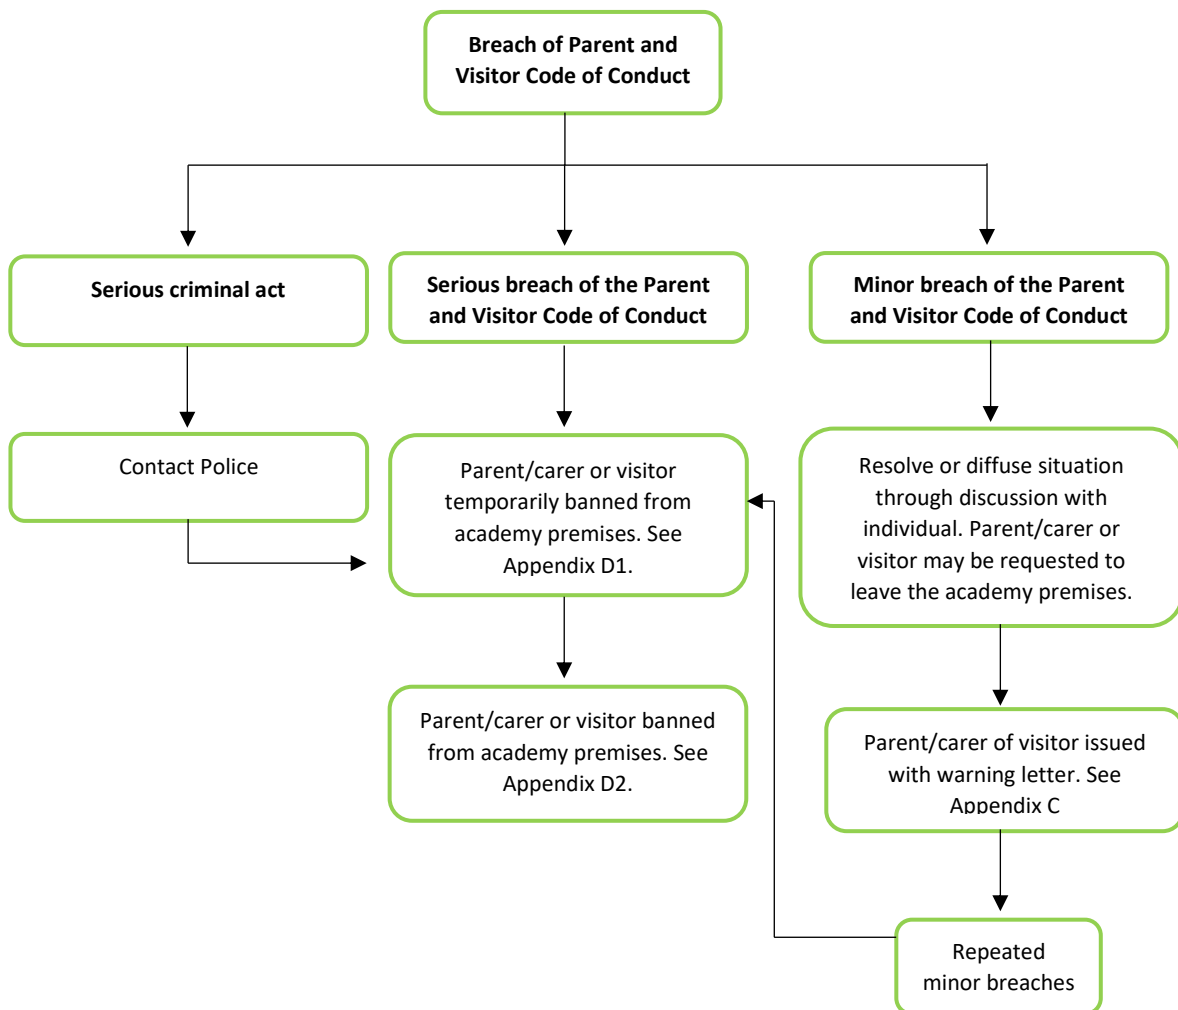 Breach of Parent and
Visitor Code of Conduct
Serious criminal act
Serious breach of the Parent
and Visitor Code of Conduct
Minor breach of the Parent
and Visitor Code of Conduct
Contact Police
Parent/carer or visitor
temporarily banned from
academy premises. See
Appendix D1.
Resolve or diffuse situation
through discussion with
individual. Parent/carer or
visitor may be requested to
leave the academy premises.
Parent/carer or visitor banned
from academy premises. See
Appendix D2.
Parent/carer of visitor issued
with warning letter. See
Appendix C
Repeated
minor breaches